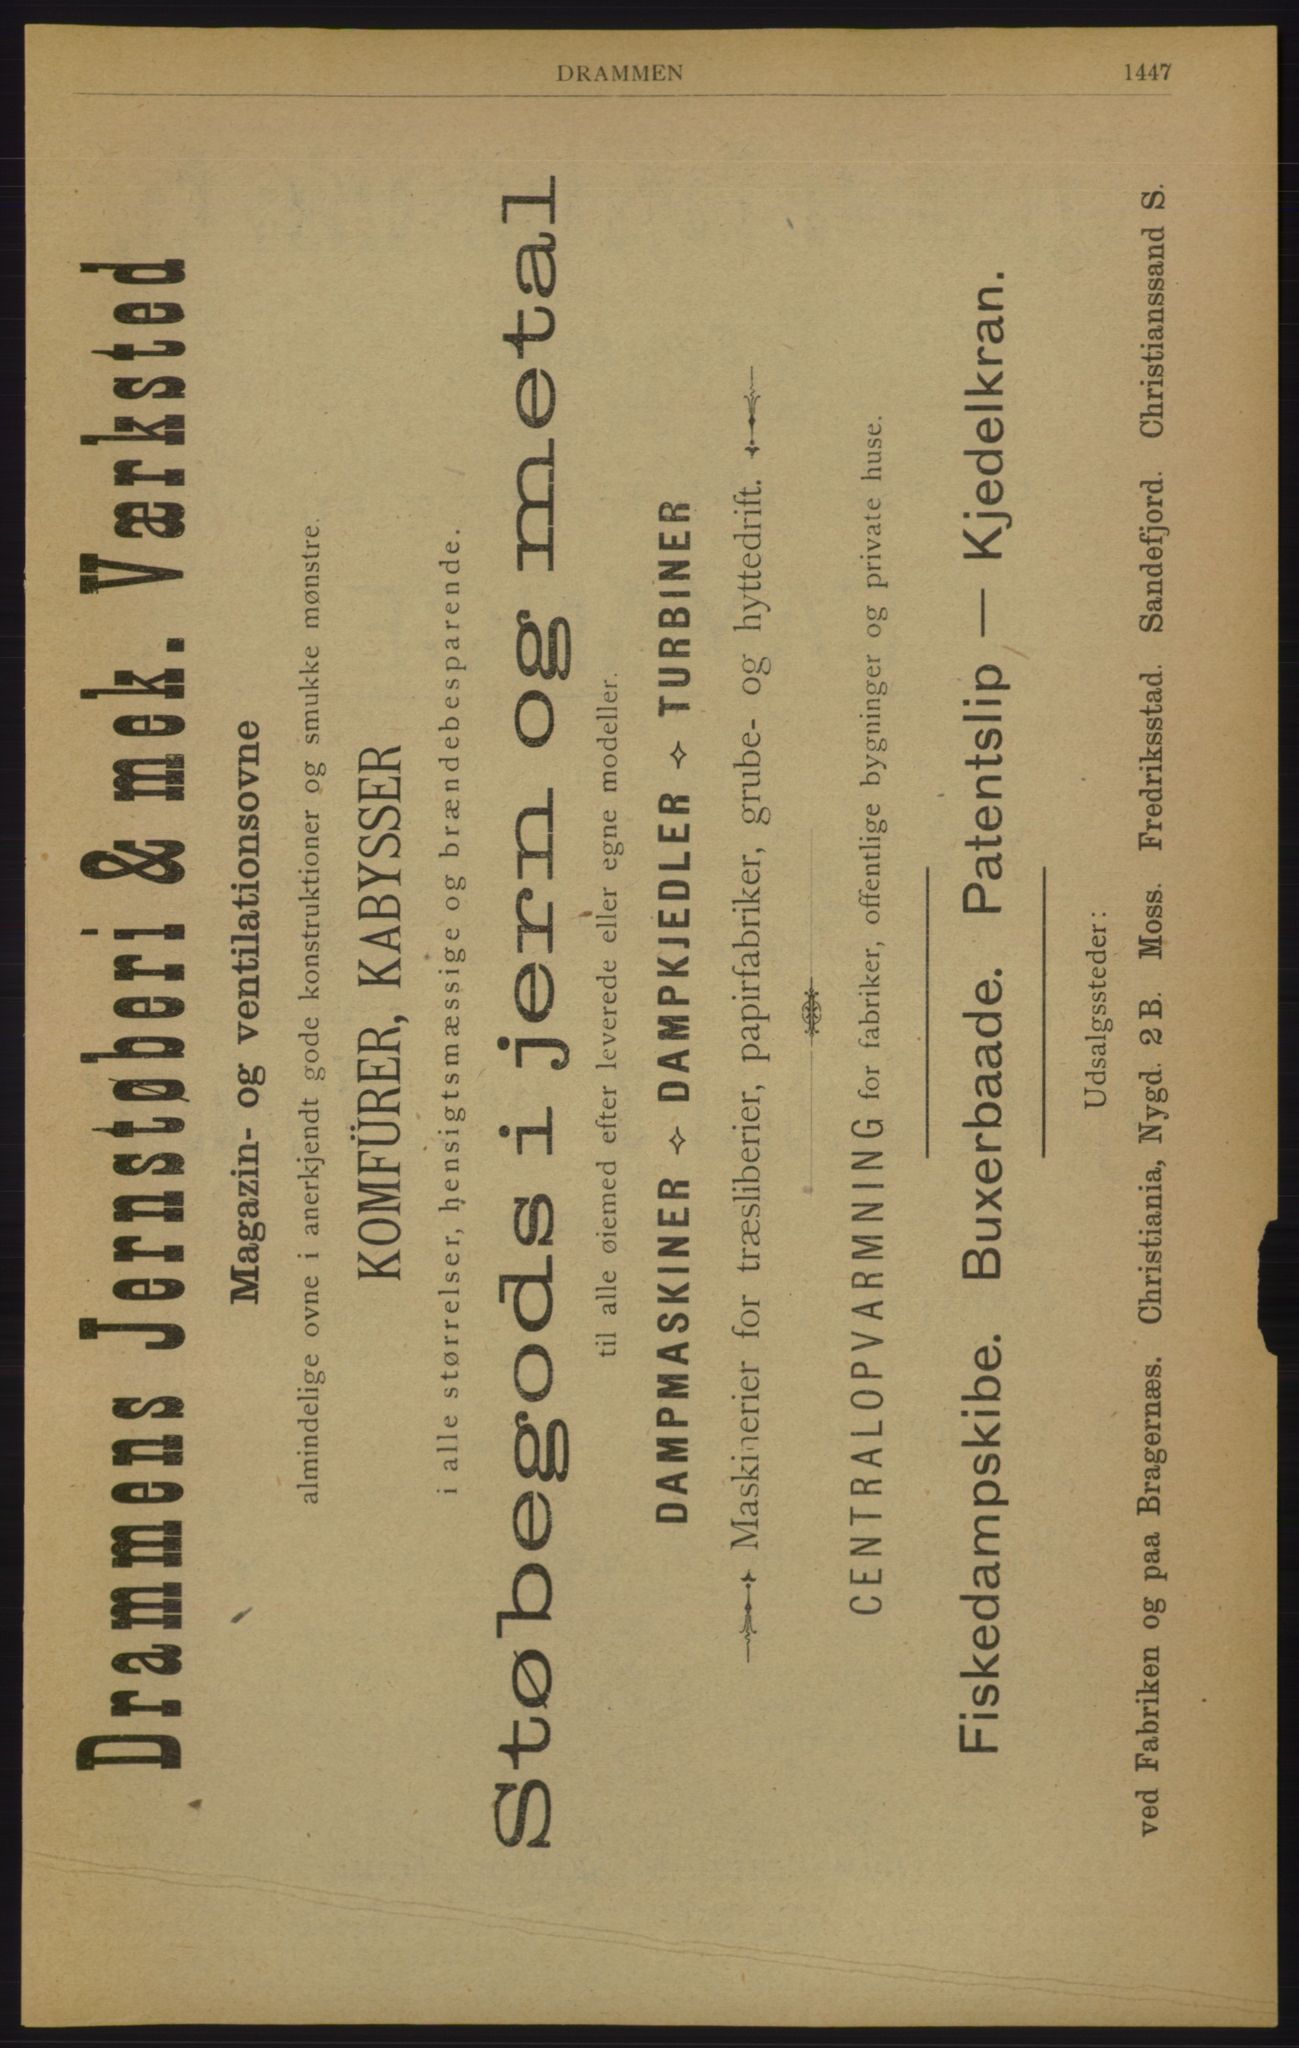 DRAMMEN 1447
Drammens Jernstøberi & mek. Værksted
Magazin- og ventilationsovne
almindelige ovne i anerkjendt gode konstruktioner og smukke mønstre.
KOMFÜRER, KABYSSER
i alle størrelser, hensigtsmæssige og brændebesparende.
Støbegods i jern og metal
til alle øiemed efter leverede eller egne modeller.
DAMPMASKINER ✧ DAMPKJEDLER ✧ TURBINER
Maskinerier for træsliberier, papirfabriker, grube- og hyttedrift.
CENTRALOPVARMNING for fabriker, offentlige bygninger og private huse.
Fiskedampskibe. Buxerbaade. Patentslip — Kjedelkran.
Udsalgssteder:
ved Fabriken og paa Bragernæs. Christiania, Nygd. 2 B. Moss. Fredriksstad. Sandefjord. Christianssand S.